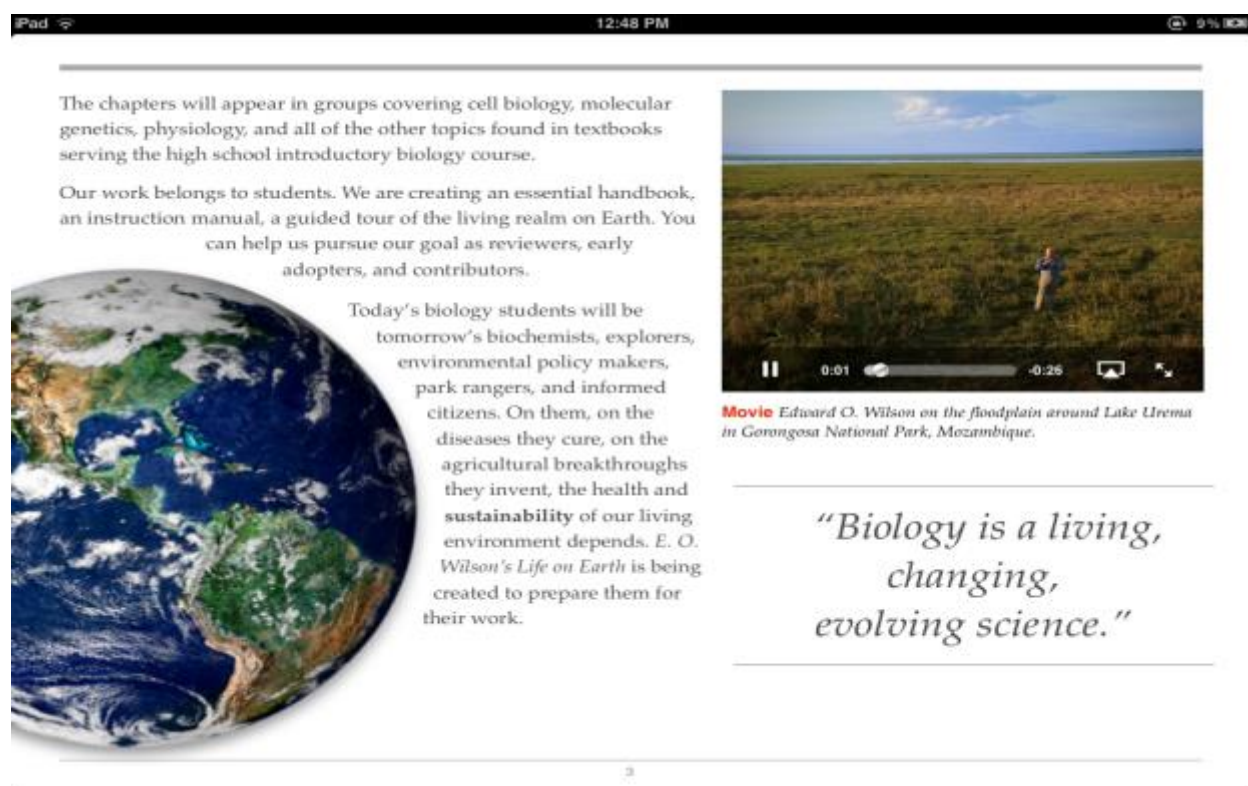 iPad
12:48 PM
9%
The chapters will appear in groups covering cell biology, molecular
genetics, physiology, and all of the other topics found in textbooks
serving the high school introductory biology course.
Our work belongs to students. We are creating an essential handbook,
an instruction manual, a guided tour of the living realm on Earth. You
can help us pursue our goal as reviewers, early
adopters, and contributors.
Today's biology students will be
tomorrow's biochemists, explorers,
environmental policy makers,
park rangers, and informed
citizens. On them, on the
diseases they cure, on the
agricultural breakthroughs
they invent, the health and
sustainability of our living
environment depends. E. O.
Wilson's Life on Earth is being
created to prepare them for
their work.
0:01
-0:26
Movie Edward O. Wilson on the floodplain around Lake Urema
in Gorongosa National Park, Mozambique.
“Biology is a living,
changing,
evolving science.”
3